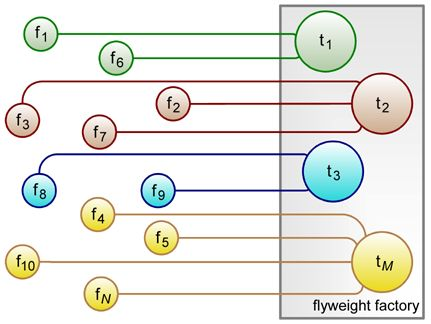 f1
t1
f6
f2
t2
f3
f7
t3
f8
f9
f4
f5
f10
tM
fN
flyweight factory